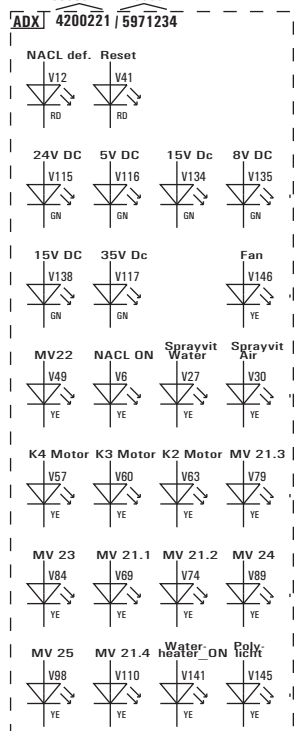 ADX 4200221 / 5971234
NACL def. Reset
V12 V41
RD RD
24V DC 5V DC 15V Dc 8V DC
V115 V116 V134 V135
GN GN GN GN
15V DC 35V Dc Fan
V138 V117 V146
GN GN YE
MV22 NACL ON Sprayvit Water Sprayvit Air
V49 V6 V27 V30
YE YE YE YE
K4 Motor K3 Motor K2 Motor MV 21.3
V57 V60 V63 V79
YE YE YE YE
MV 23 MV 21.1 MV 21.2 MV 24
V84 V69 V74 V89
YE YE YE YE
MV 25 MV 21.4 Water-heater_ON Poly-licht
V98 V110 V141 V145
YE YE YE YE